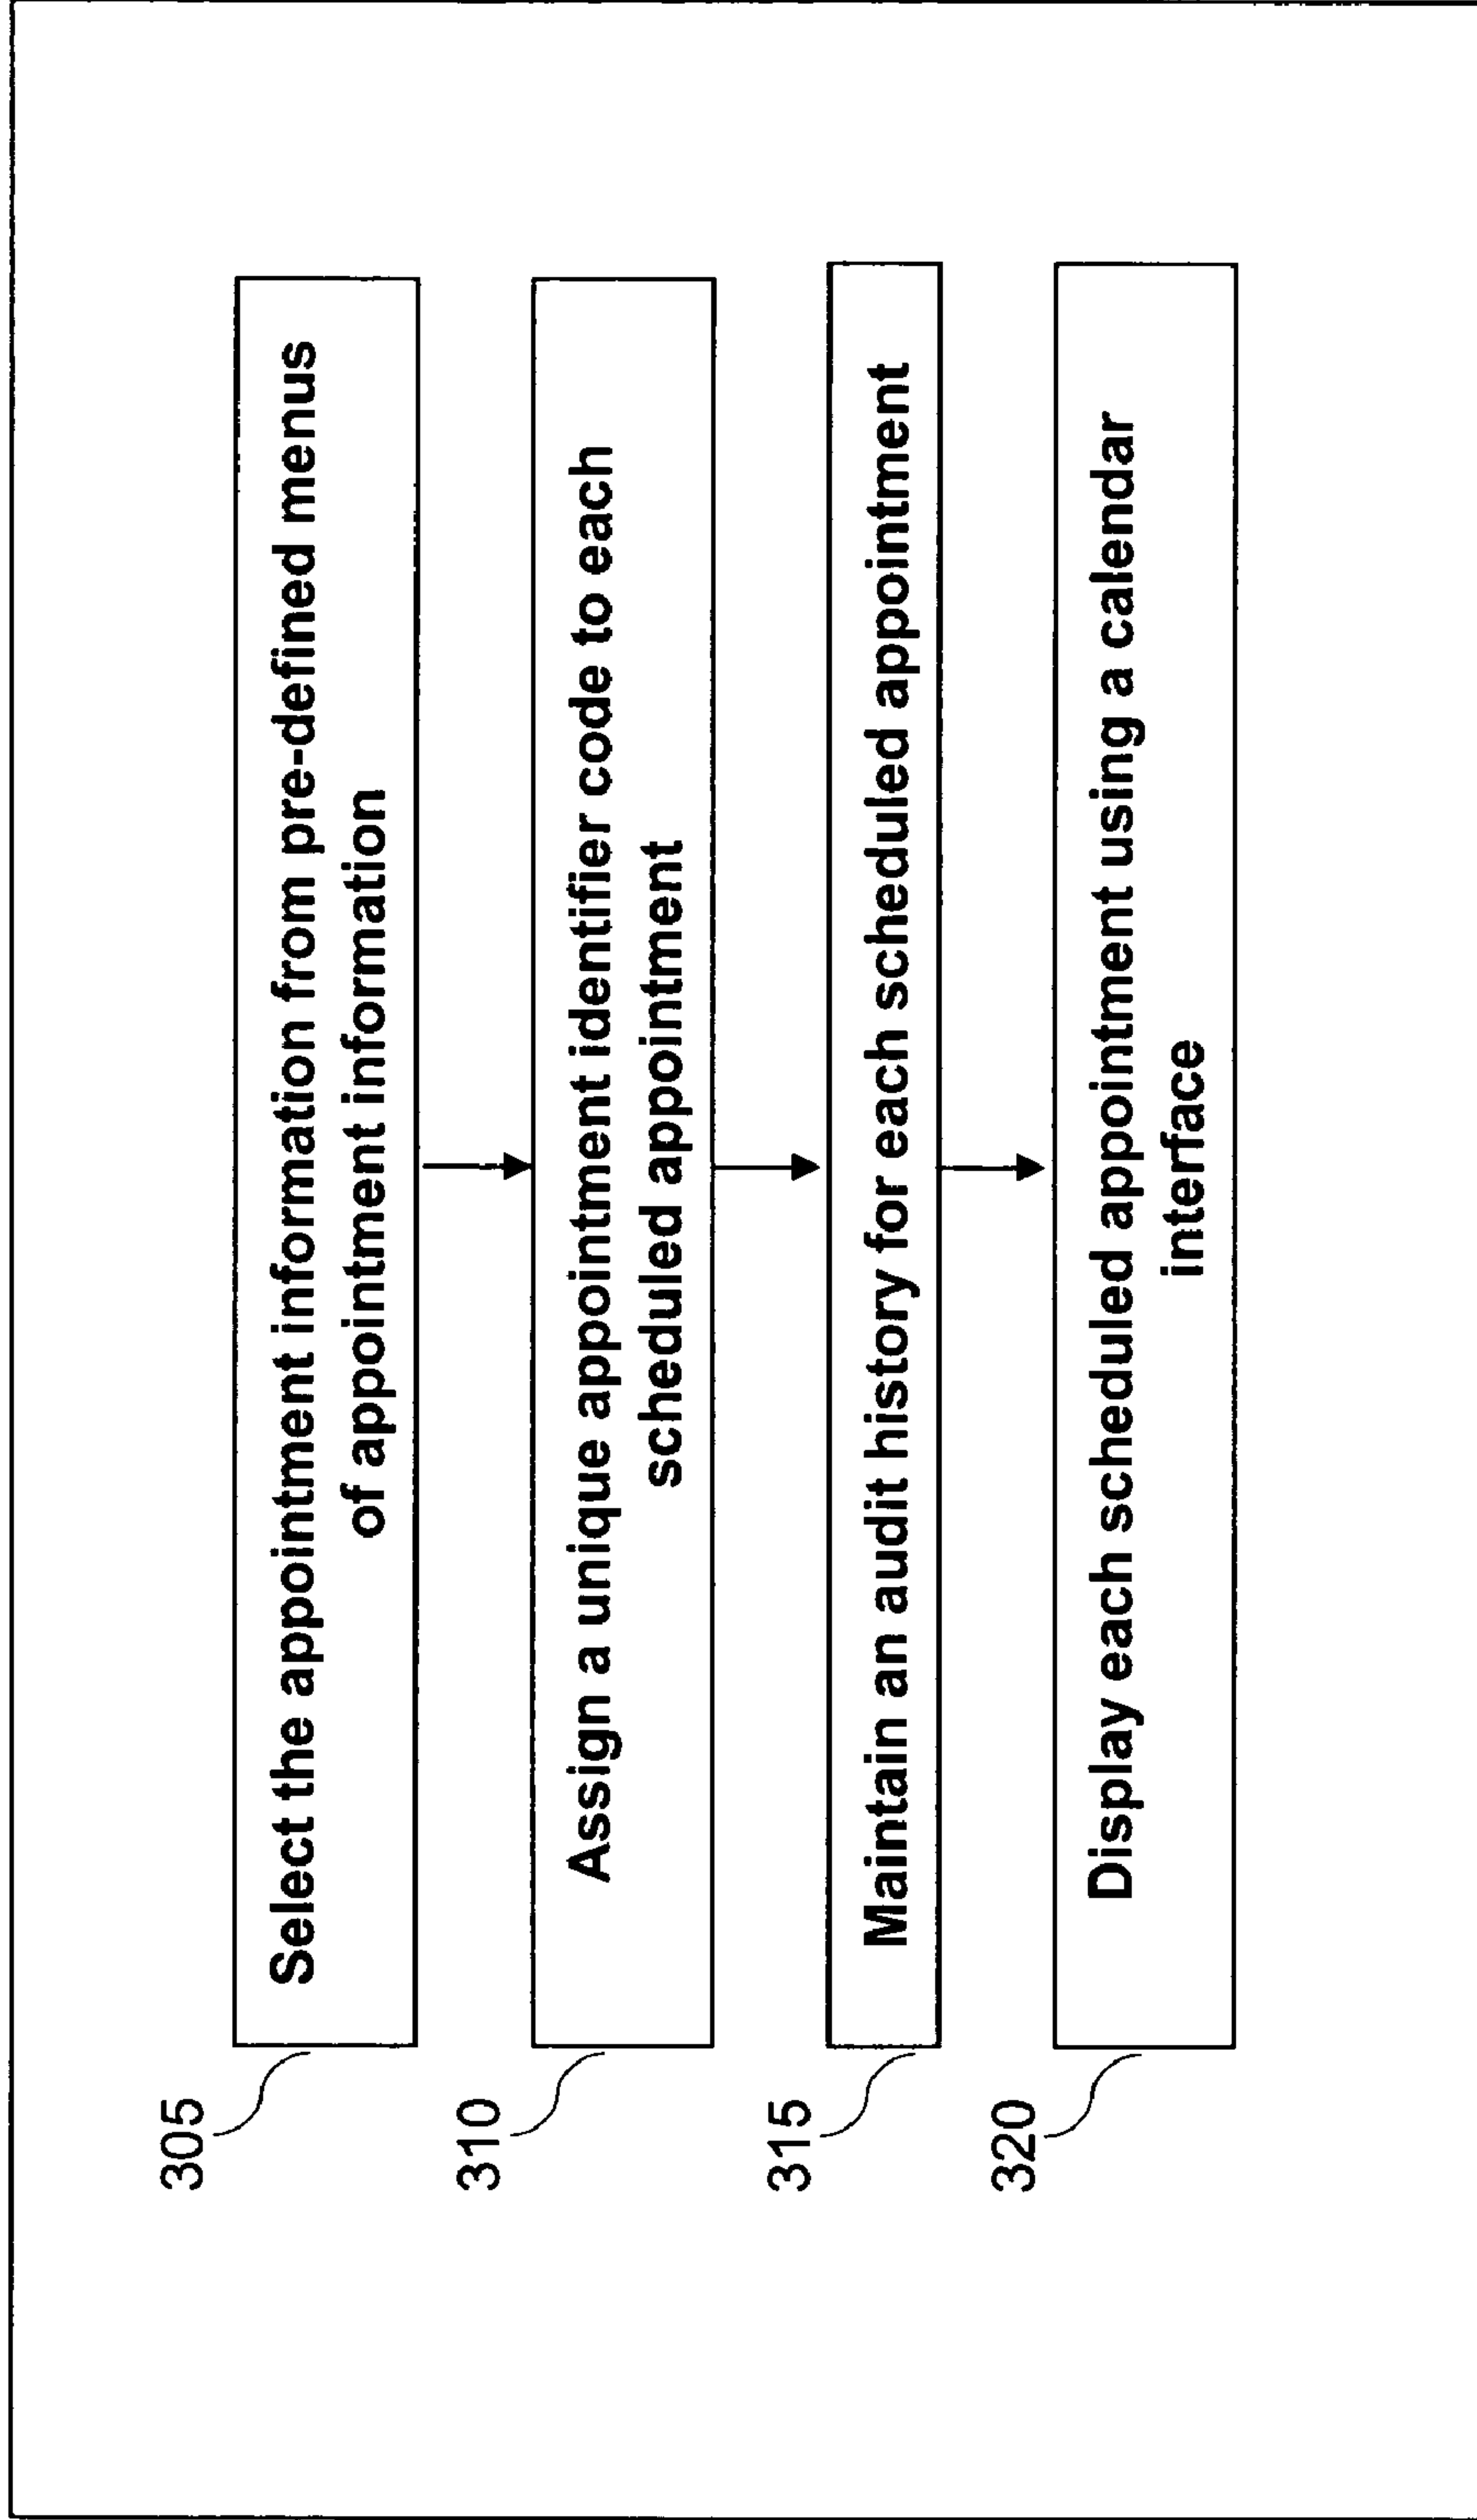 305
Select the appointment information from pre-defined menus
of appointment information
310
Assign a unique appointment identifier code to each
scheduled appointment
315
Maintain an audit history for each scheduled appointment
320
Display each scheduled appointment using a calendar
interface